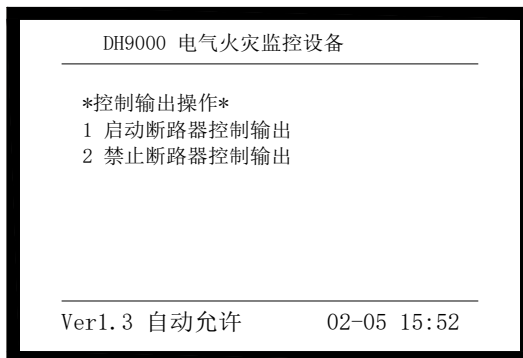 DH9000 电气火灾监控设备
*控制输出操作*
1 启动断路器控制输出
2 禁止断路器控制输出
Ver1.3 自动允许 02-05 15:52